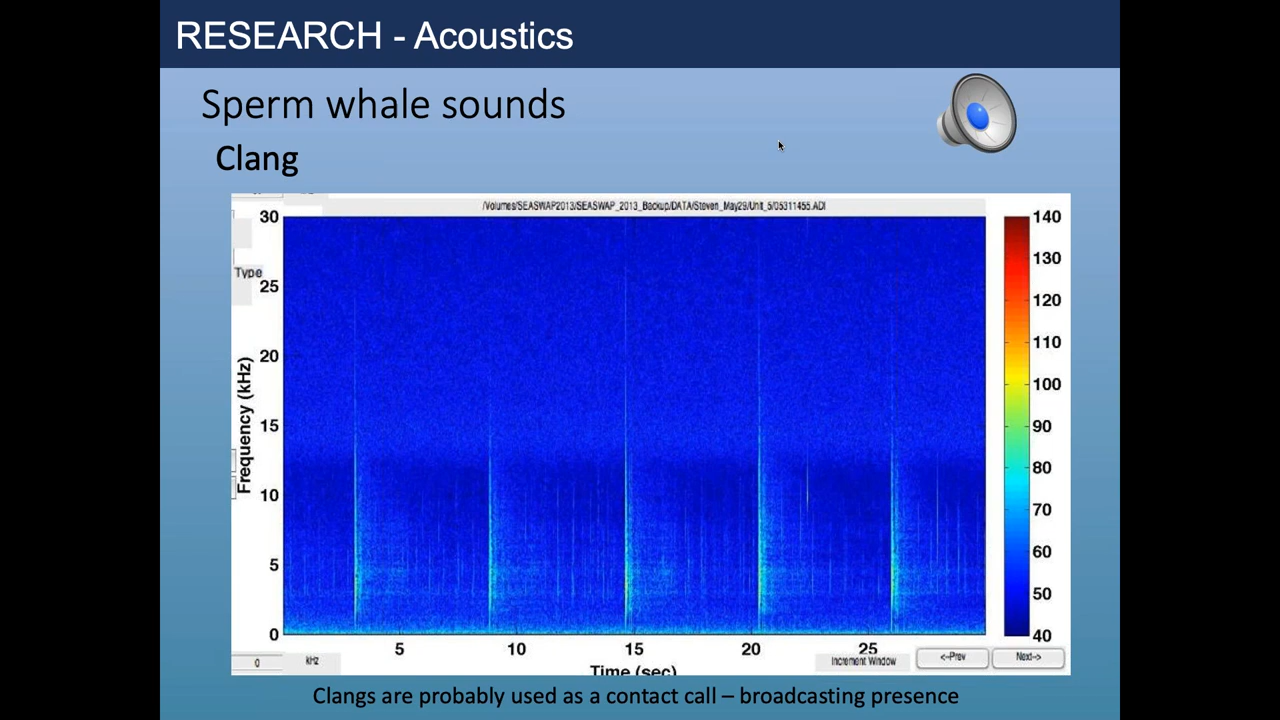 RESEARCH - Acoustics
Sperm whale sounds
Clang
/Volumes/SEASWAP2013/SEASWAP_2013_Backup/DATA/Steven_May29/Unit_5/05311455.ADI
Type
Frequency (kHz)
30
25
20
15
10
5
0
5
10
15
20
25
Time (sec)
140
130
120
110
100
90
80
70
60
50
40
0
kHz
Increment Window
<--Prev
Next-->
Clangs are probably used as a contact call – broadcasting presence